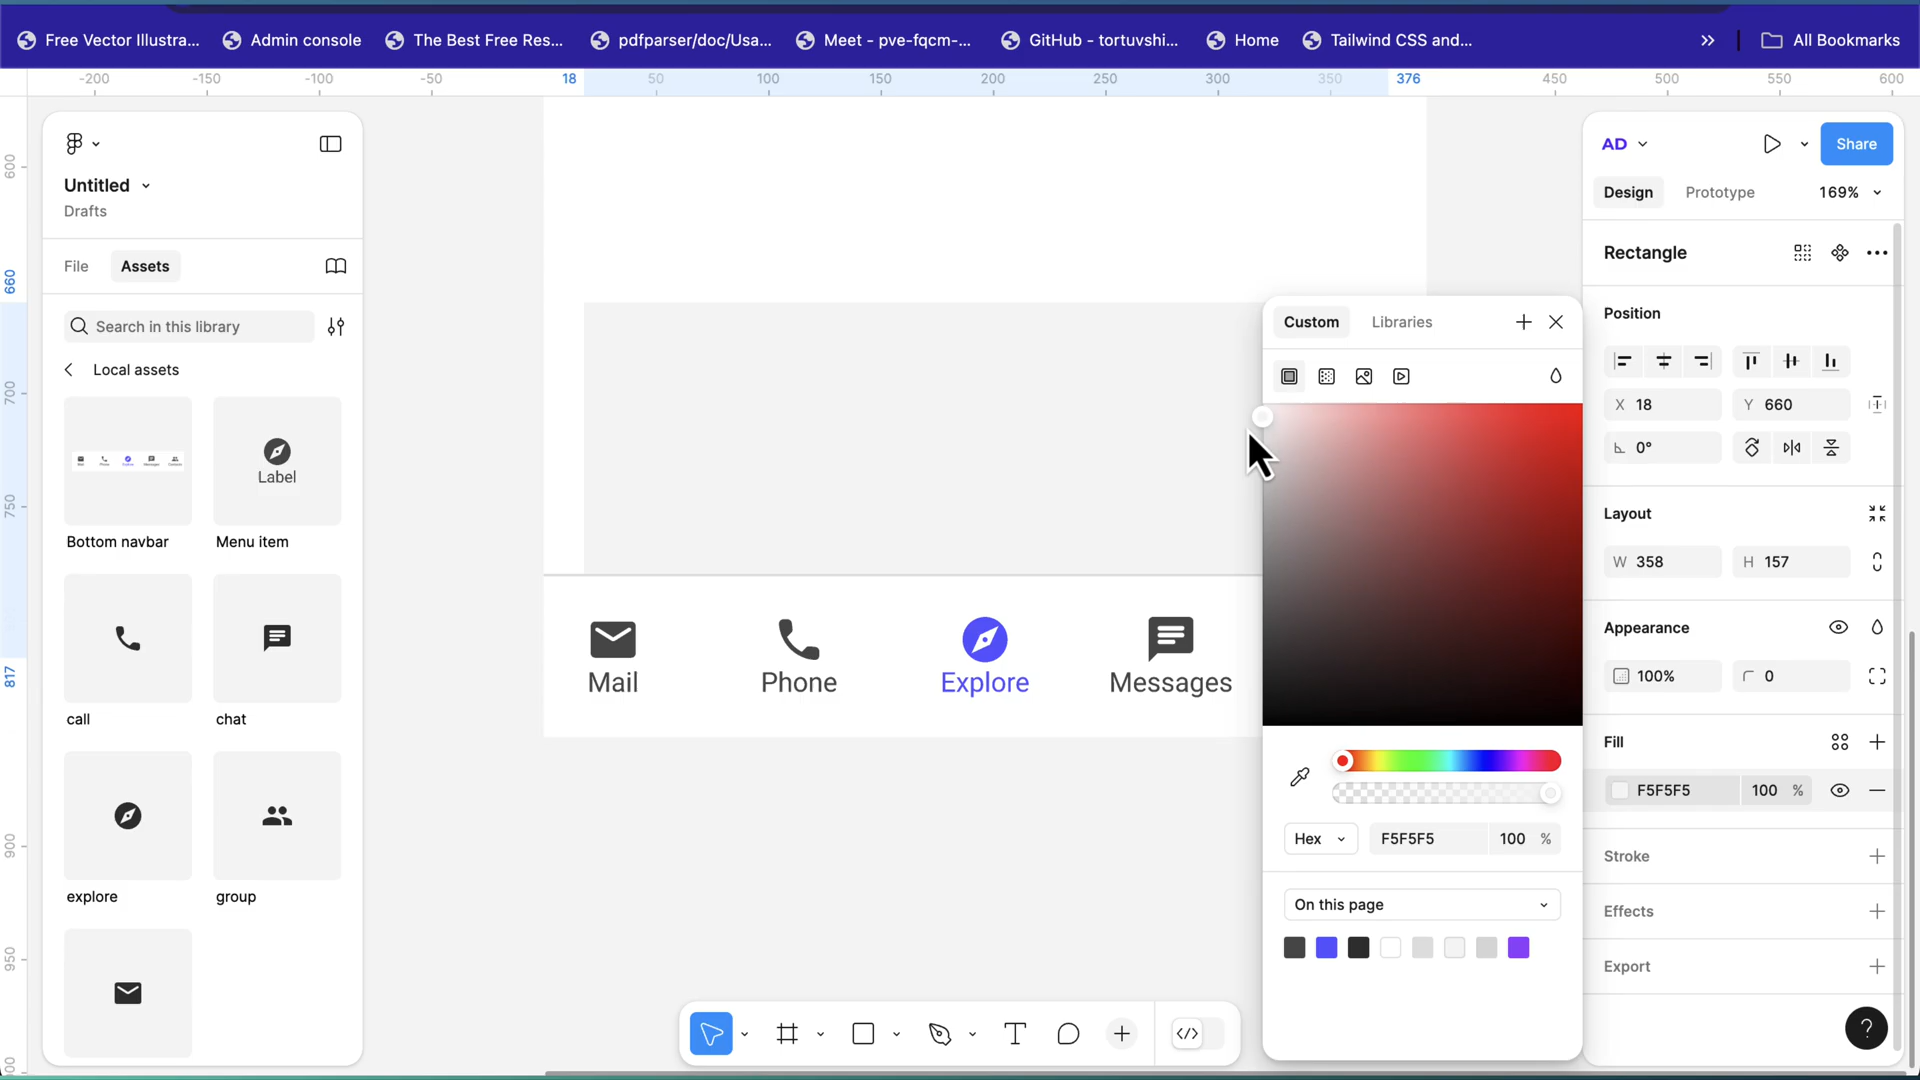 Free Vector Illustra...
Admin console
The Best Free Res...
pdfparser/doc/Usa...
Meet - pve-fqcm-...
GitHub - tortuvshi...
Home
Tailwind CSS and...
All Bookmarks
-200 -150 -100 -50 18 50 100 150 200 250 300 350 376 450 500 550 600
600
660
700
750
817
900
950
Untitled
Drafts
File
Assets
Search in this library
Local assets
Label
Bottom navbar
Menu item
call
chat
explore
group
Mail
Phone
Explore
Messages
Custom
Libraries
Hex
F5F5F5
100 %
On this page
AD
Share
Design
Prototype
169%
Rectangle
Position
X 18
Y 660
0°
Layout
W 358
H 157
Appearance
100%
0
Fill
F5F5F5
100 %
Stroke
Effects
Export
?